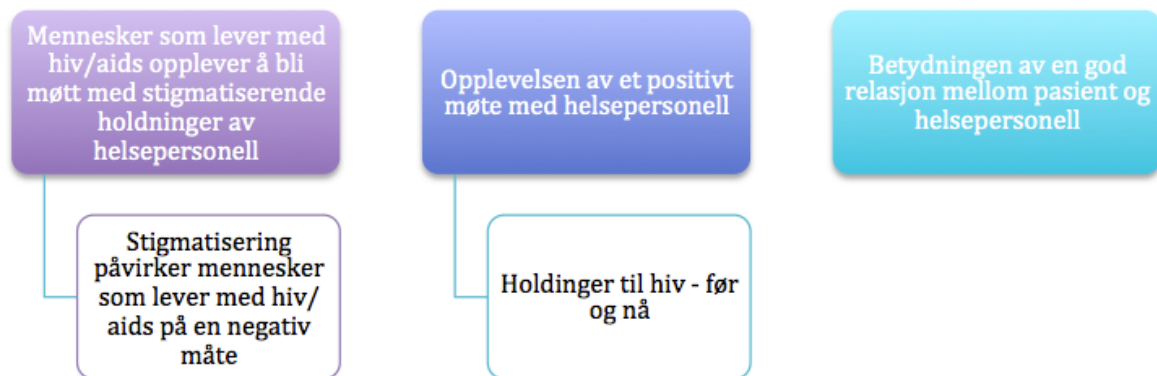 Mennesker som lever med
hiv/aids opplever å bli
møtt med stigmatiserende
holdninger av
helsepersonell
Stigmatisering
påvirker mennesker
som lever med hiv/
aids på en negativ
måte
Opplevelsen av et positivt
møte med helsepersonell
Holdinger til hiv - før
og nå
Betydningen av en god
relasjon mellom pasient og
helsepersonell